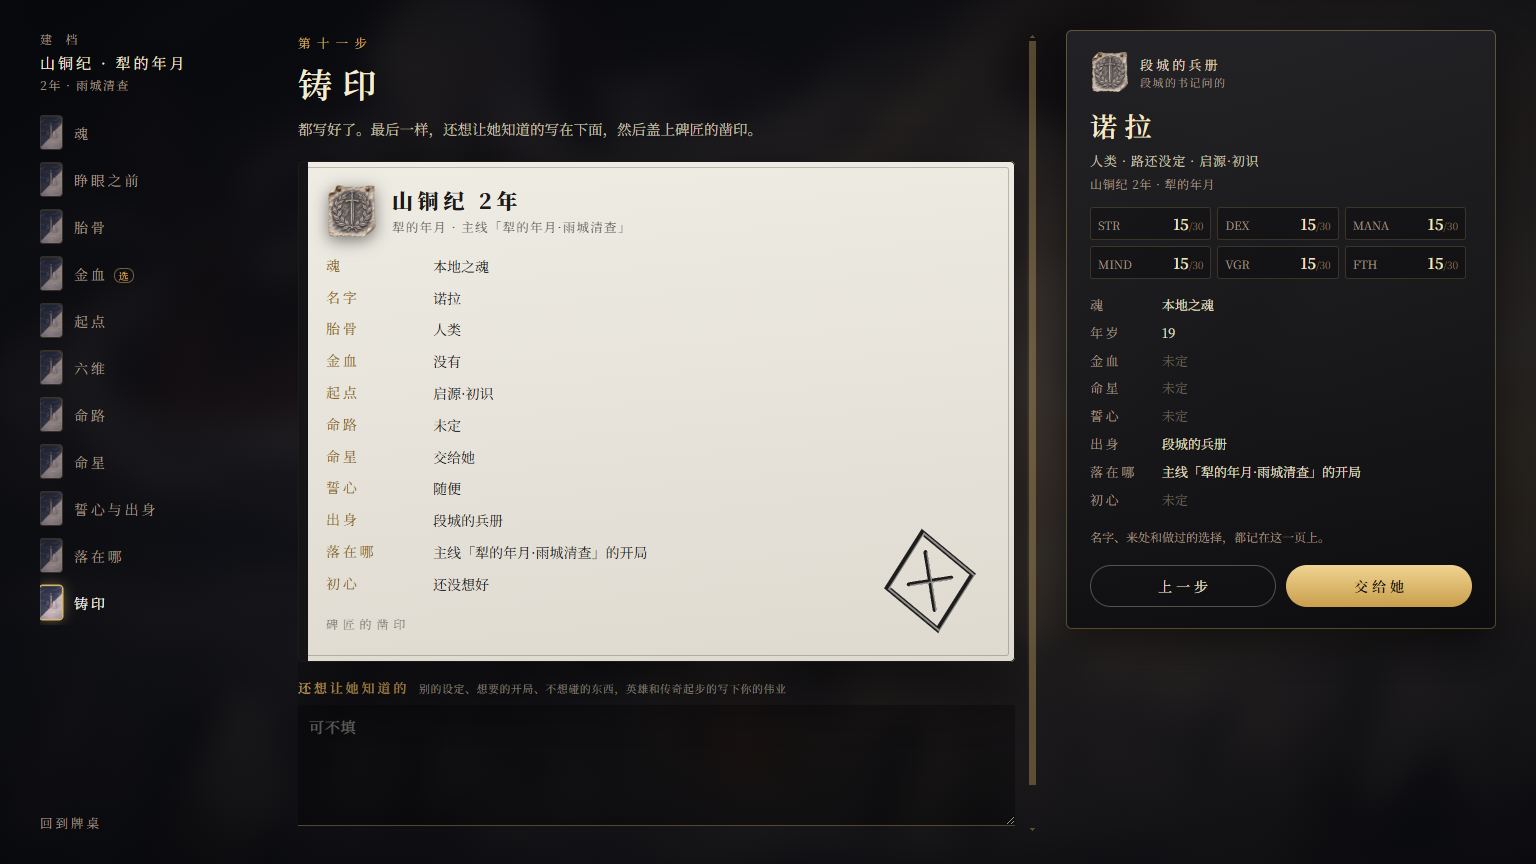 建 档
山铜纪 · 犁的年月
2年 · 雨城清查
魂
睁眼之前
胎骨
金血 选
起点
六维
命路
命星
誓心与出身
落在哪
铸印
回到牌桌
第十一步
铸印
都写好了。最后一样，还想让她知道的写在下面，然后盖上碑匠的凿印。
山铜纪 2年
犁的年月 · 主线「犁的年月·雨城清查」
魂 本地之魂
名字 诺拉
胎骨 人类
金血 没有
起点 启源·初识
命路 未定
命星 交给她
誓心 随便
出身 段城的兵册
落在哪 主线「犁的年月·雨城清查」的开局
初心 还没想好
碑匠的凿印
还想让她知道的 别的设定、想要的开局、不想碰的东西，英雄和传奇起步的写下你的伟业
可不填
段城的兵册
段城的书记问的
诺拉
人类 · 路还没定 · 启源·初识
山铜纪 2年 · 犁的年月
STR 15/30 DEX 15/30 MANA 15/30
MIND 15/30 VGR 15/30 FTH 15/30
魂 本地之魂
年岁 19
金血 未定
命星 未定
誓心 未定
出身 段城的兵册
落在哪 主线「犁的年月·雨城清查」的开局
初心 未定
名字、来处和做过的选择，都记在这一页上。
上一步 交给她